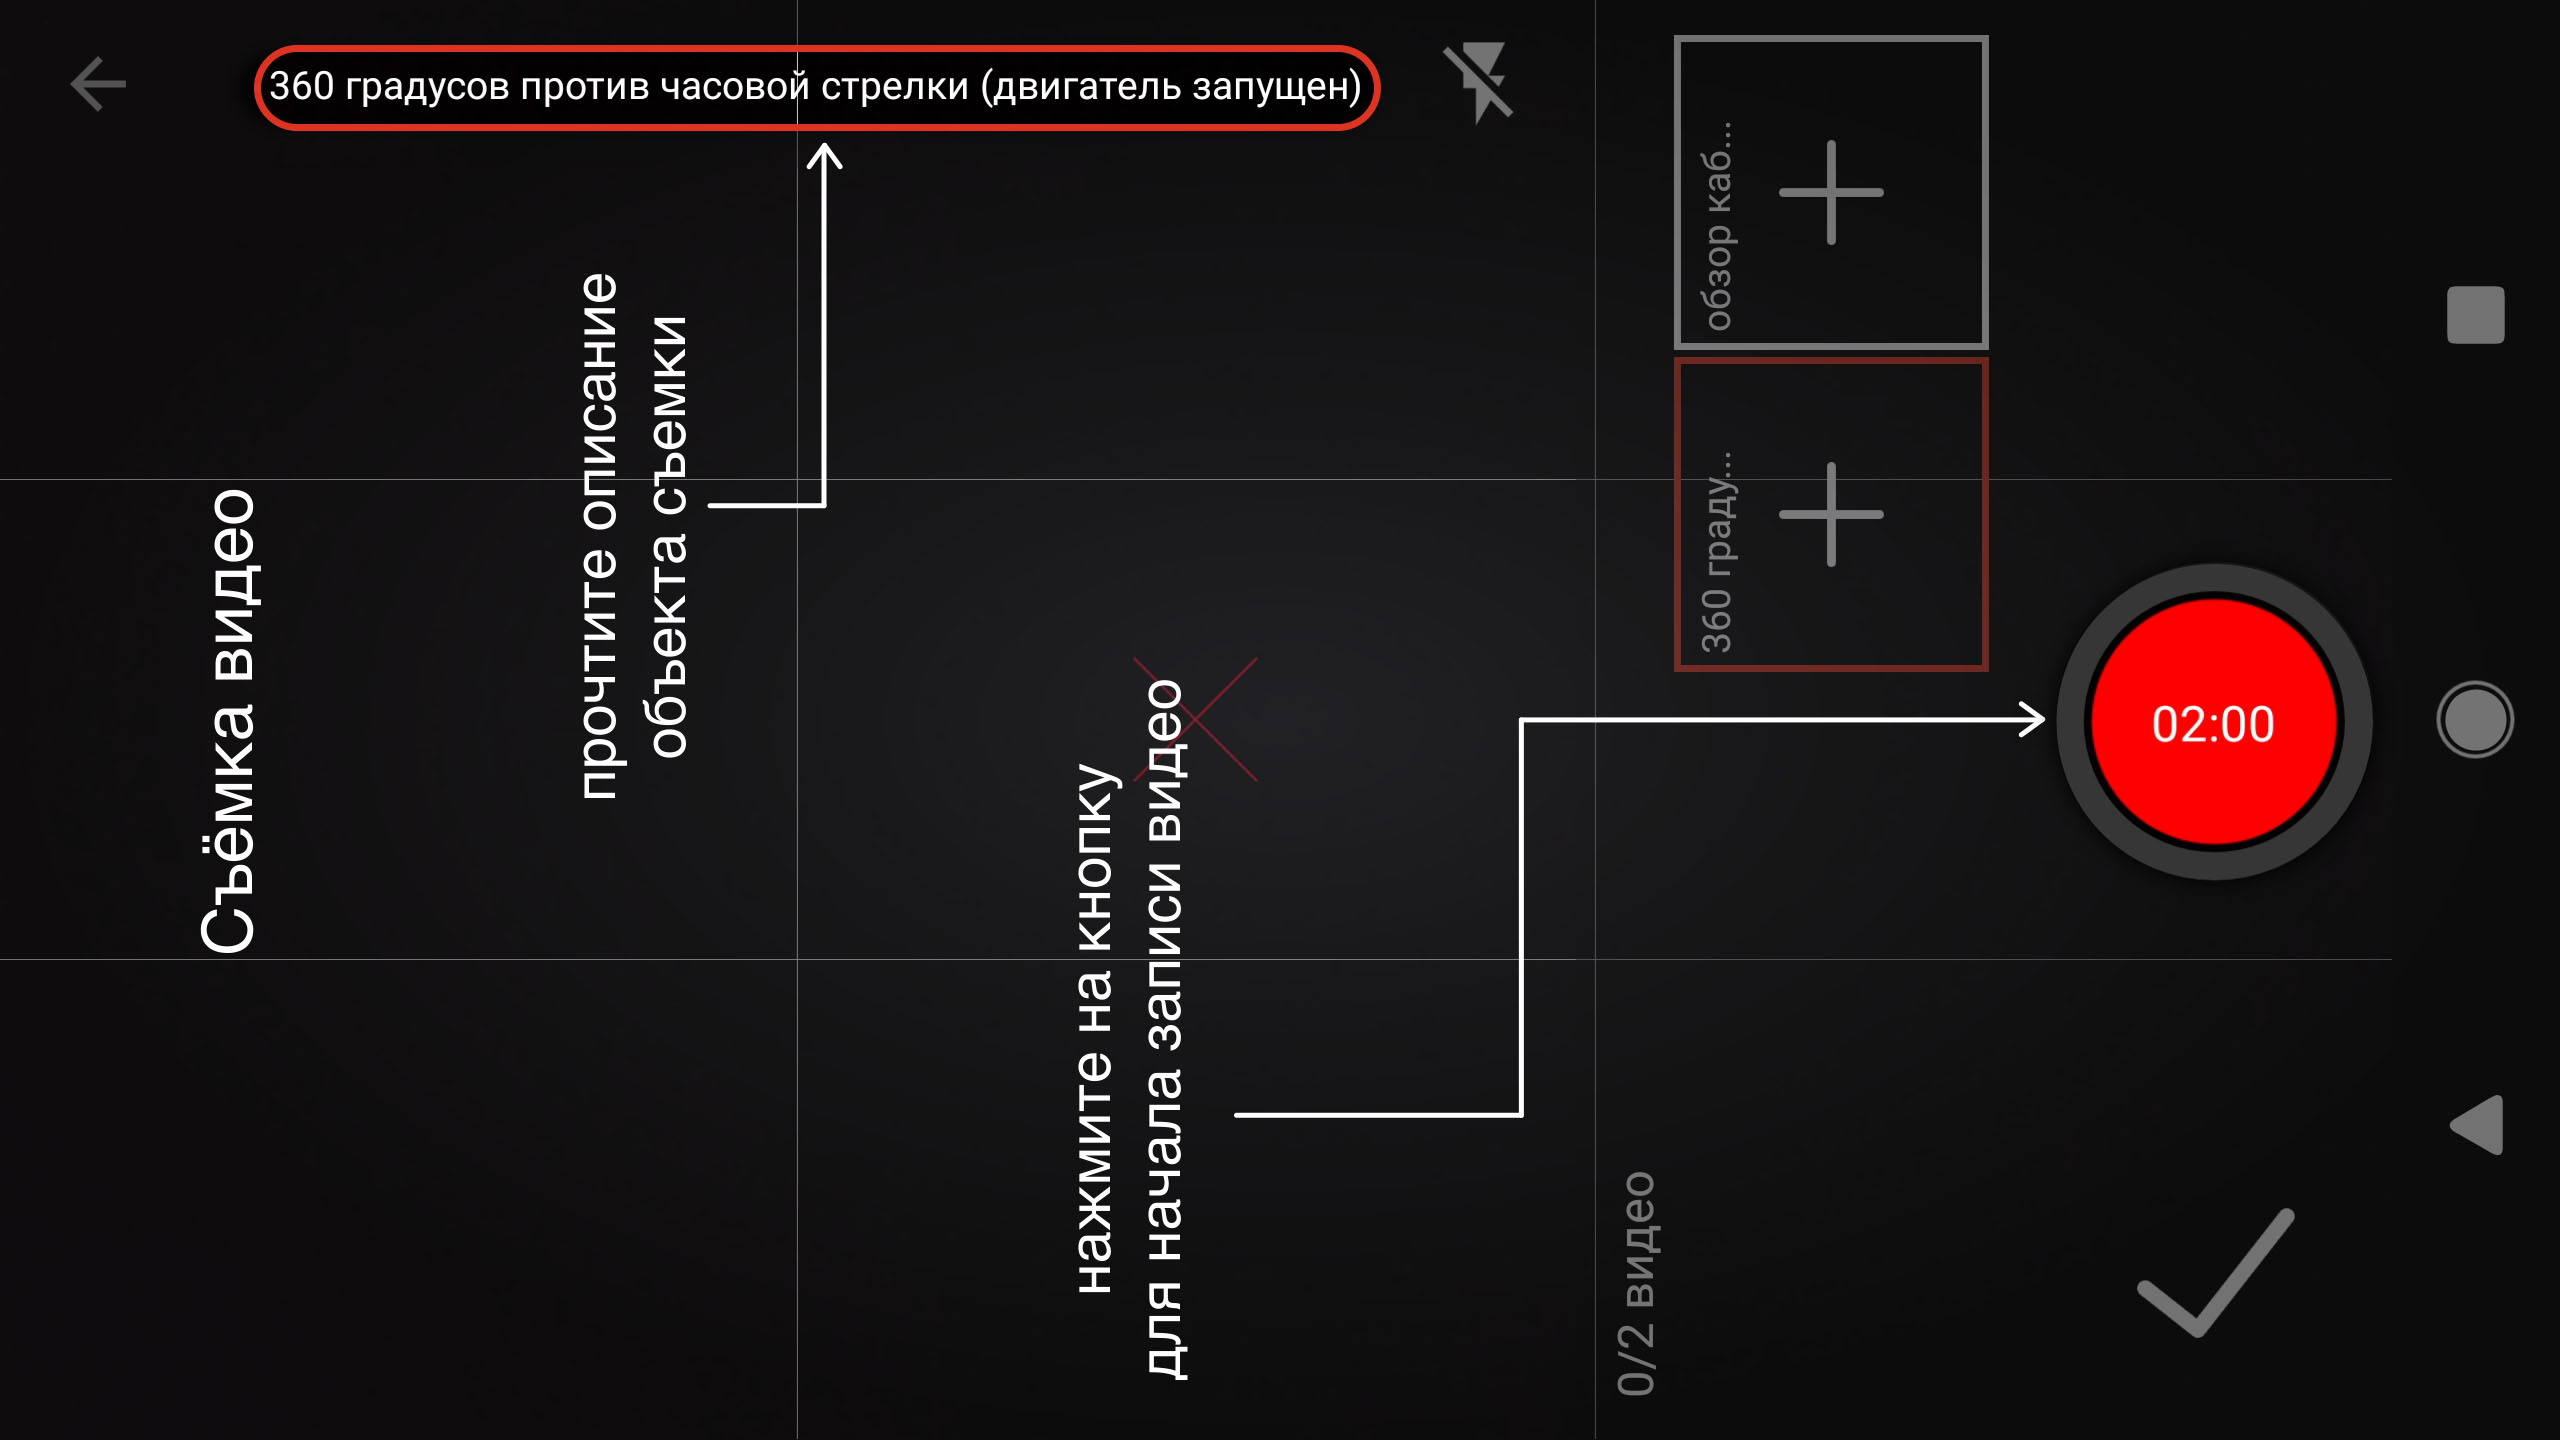 360 градусов против часовой стрелки (двигатель запущен)
Съёмка видео
прочтите описание
объекта съемки
нажмите на кнопку
для начала записи видео
обзор каб...
360 граду...
02:00
0/2 видео